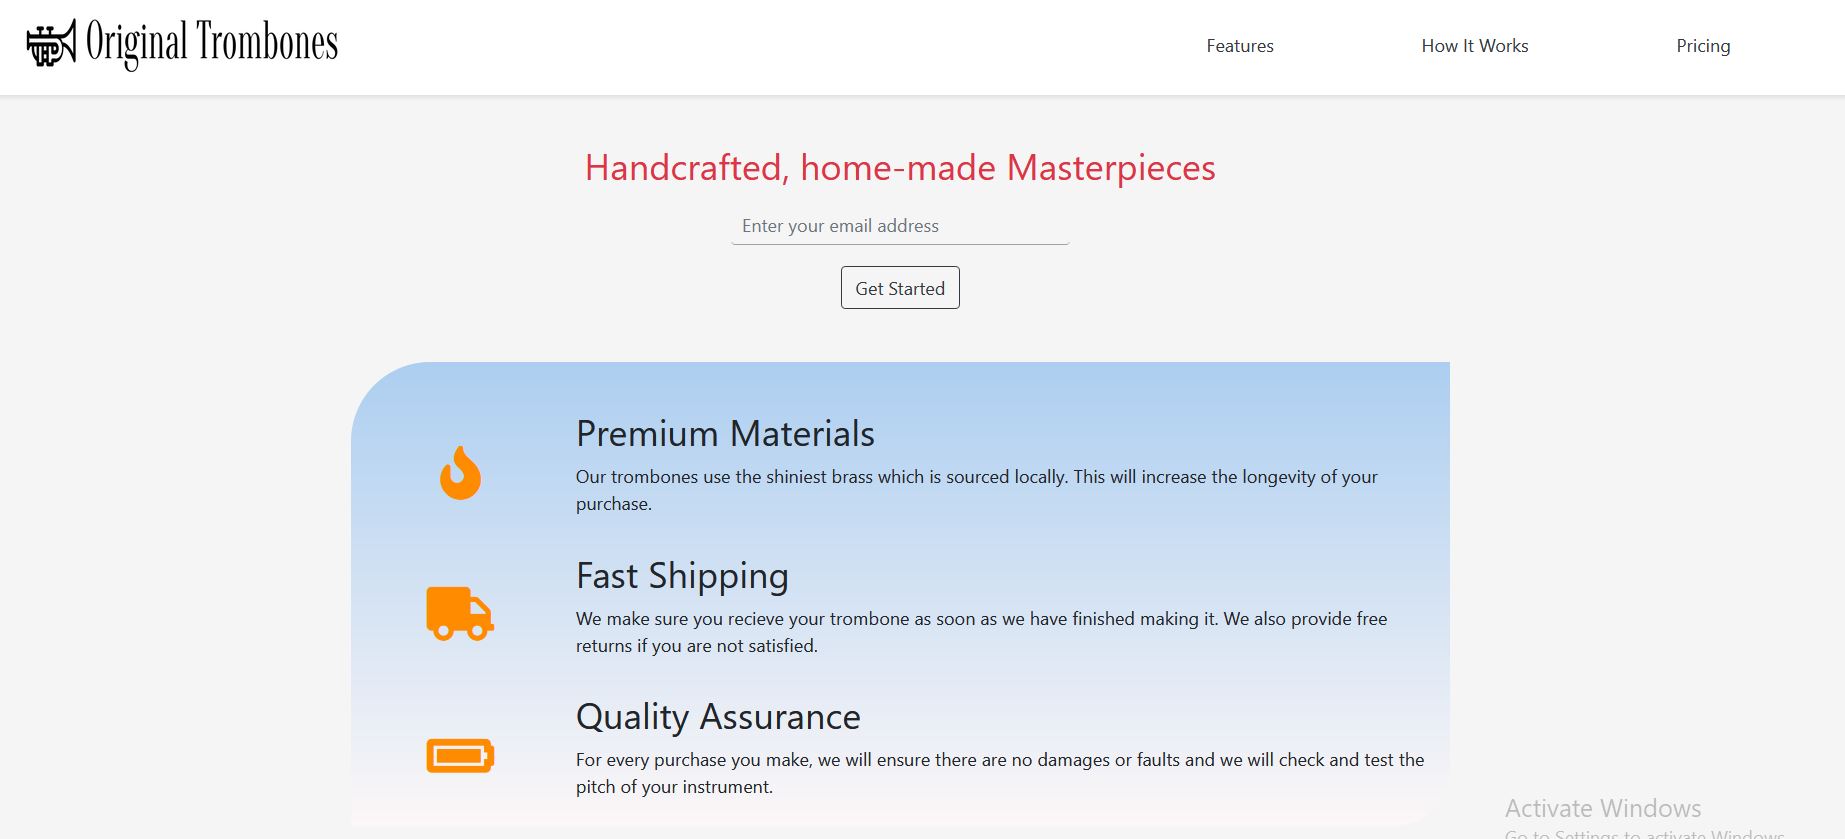 Original Trombones
Features
How It Works
Pricing
Handcrafted, home-made Masterpieces
Enter your email address
Get Started
Premium Materials
Our trombones use the shiniest brass which is sourced locally. This will increase the longevity of your
purchase.
Fast Shipping
We make sure you recieve your trombone as soon as we have finished making it. We also provide free
returns if you are not satisfied.
Quality Assurance
For every purchase you make, we will ensure there are no damages or faults and we will check and test the
pitch of your instrument.
Activate Windows
Go to Settings to activate Windows.